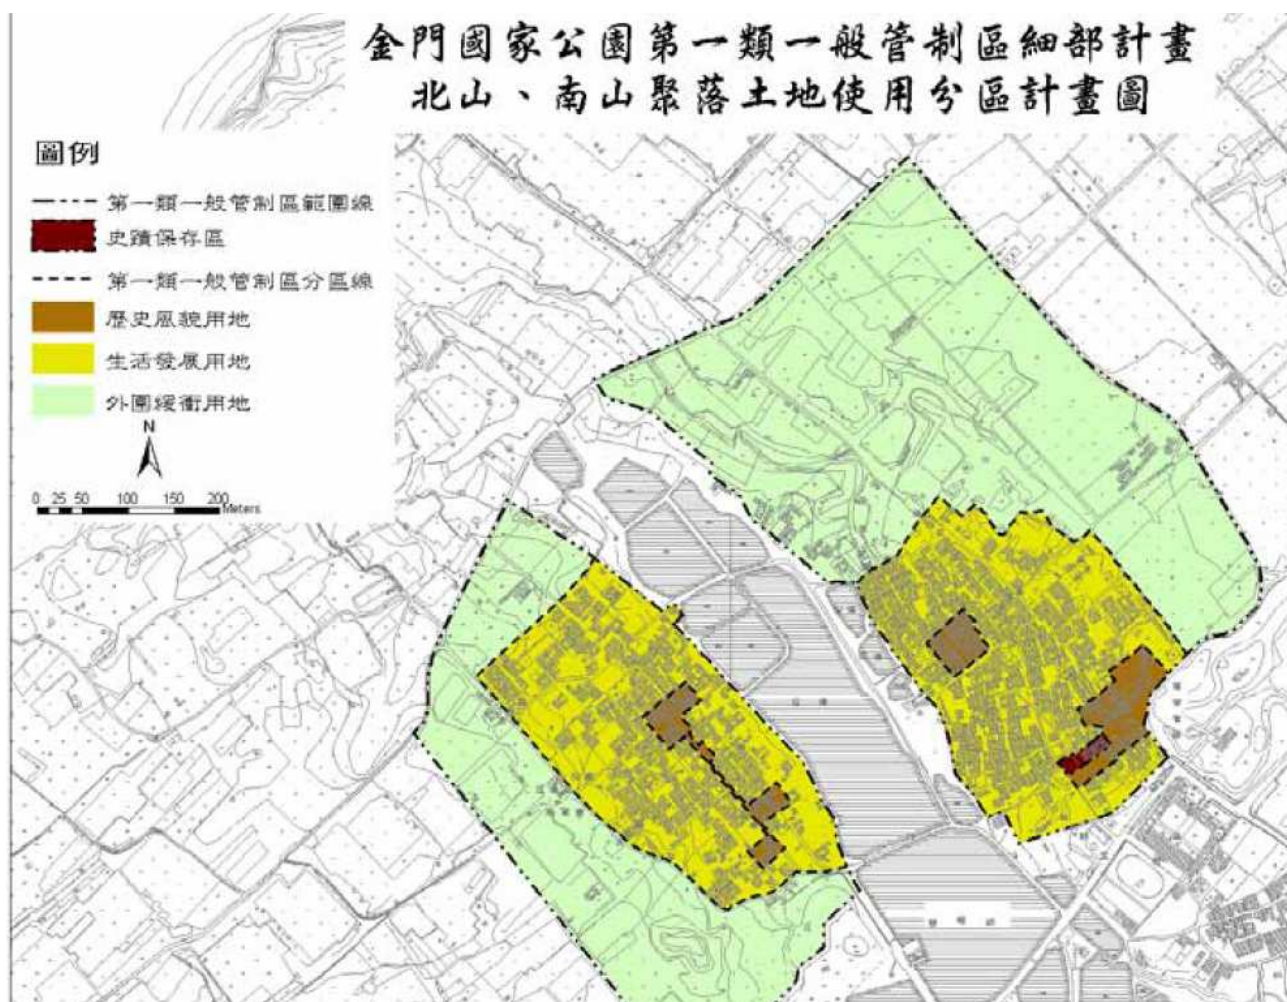 金門國家公園第一類一般管制區細部計畫
北山、南山聚落土地使用分區計畫圖
圖例
第一類一般管制區範圍線
史蹟保存區
第一類一般管制區分區線
歷史風貌用地
生活發展用地
外圍緩衝用地
N
0 25 50 100 150 200
Meters